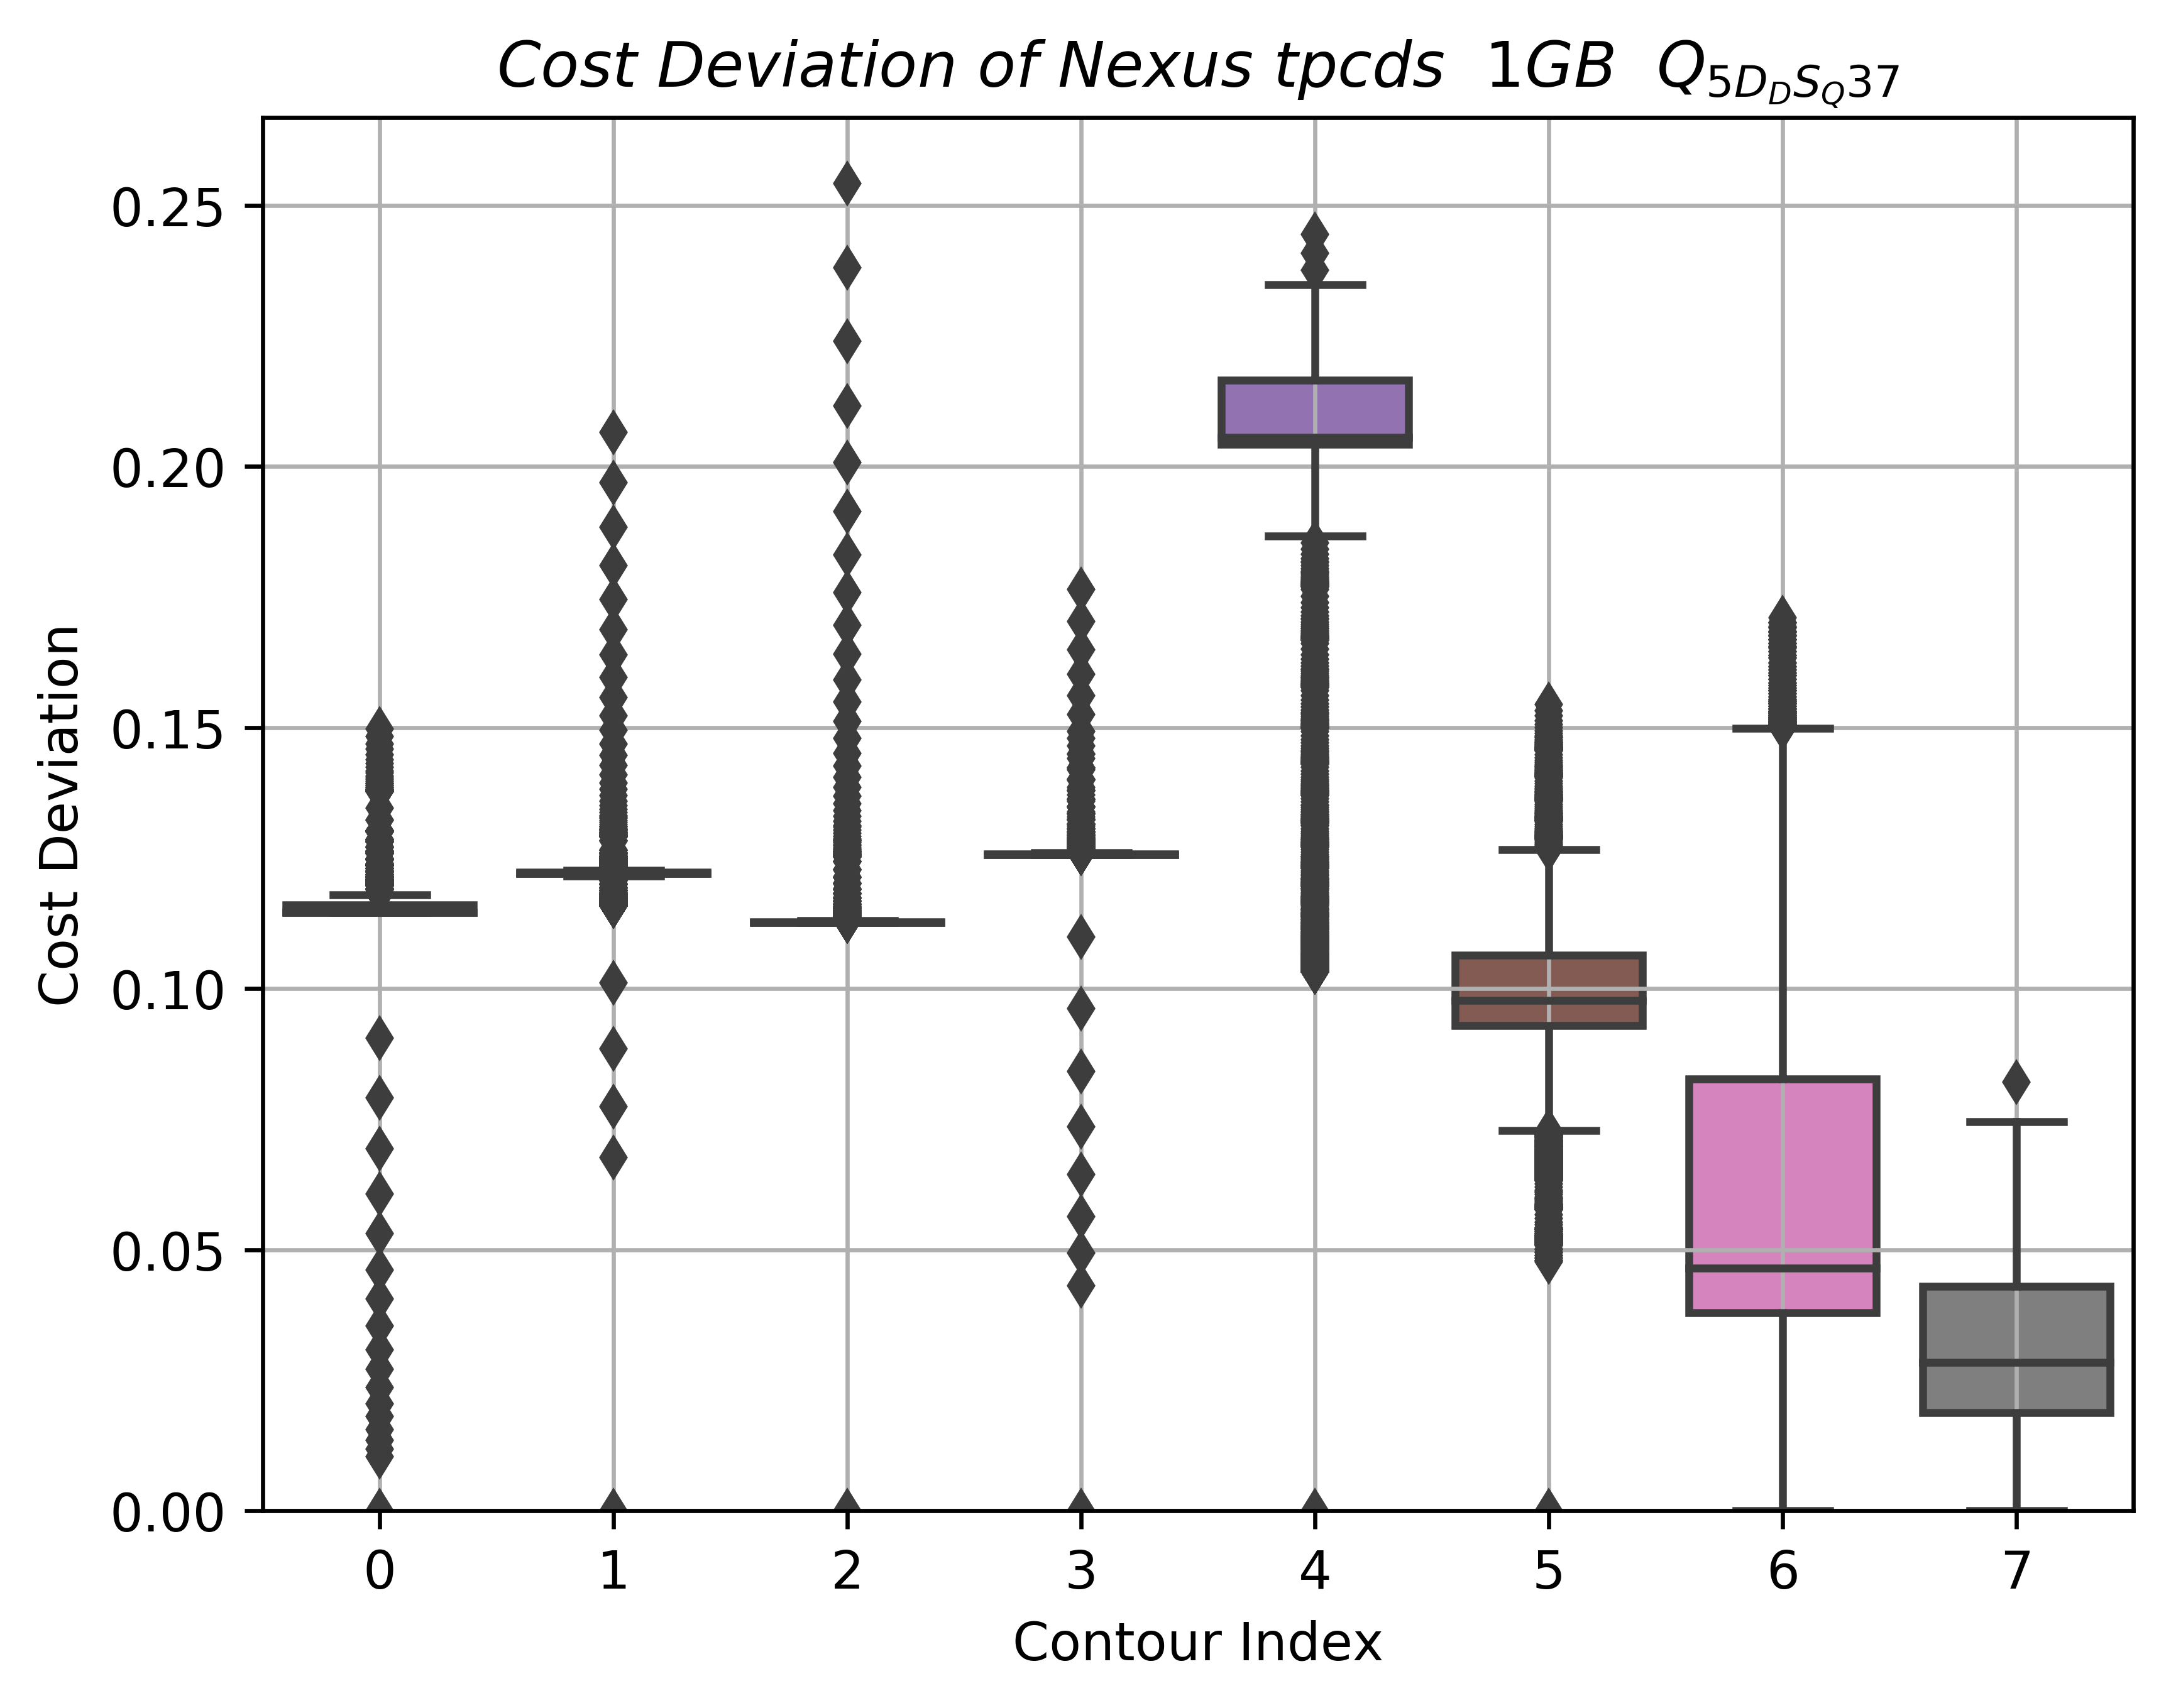 Cost Deviation of Nexus tpcds 1GB Q5DDSQ37
0.25
0.20
0.15
0.10
0.05
0.00
Cost Deviation
0 1 2 3 4 5 6 7
Contour Index